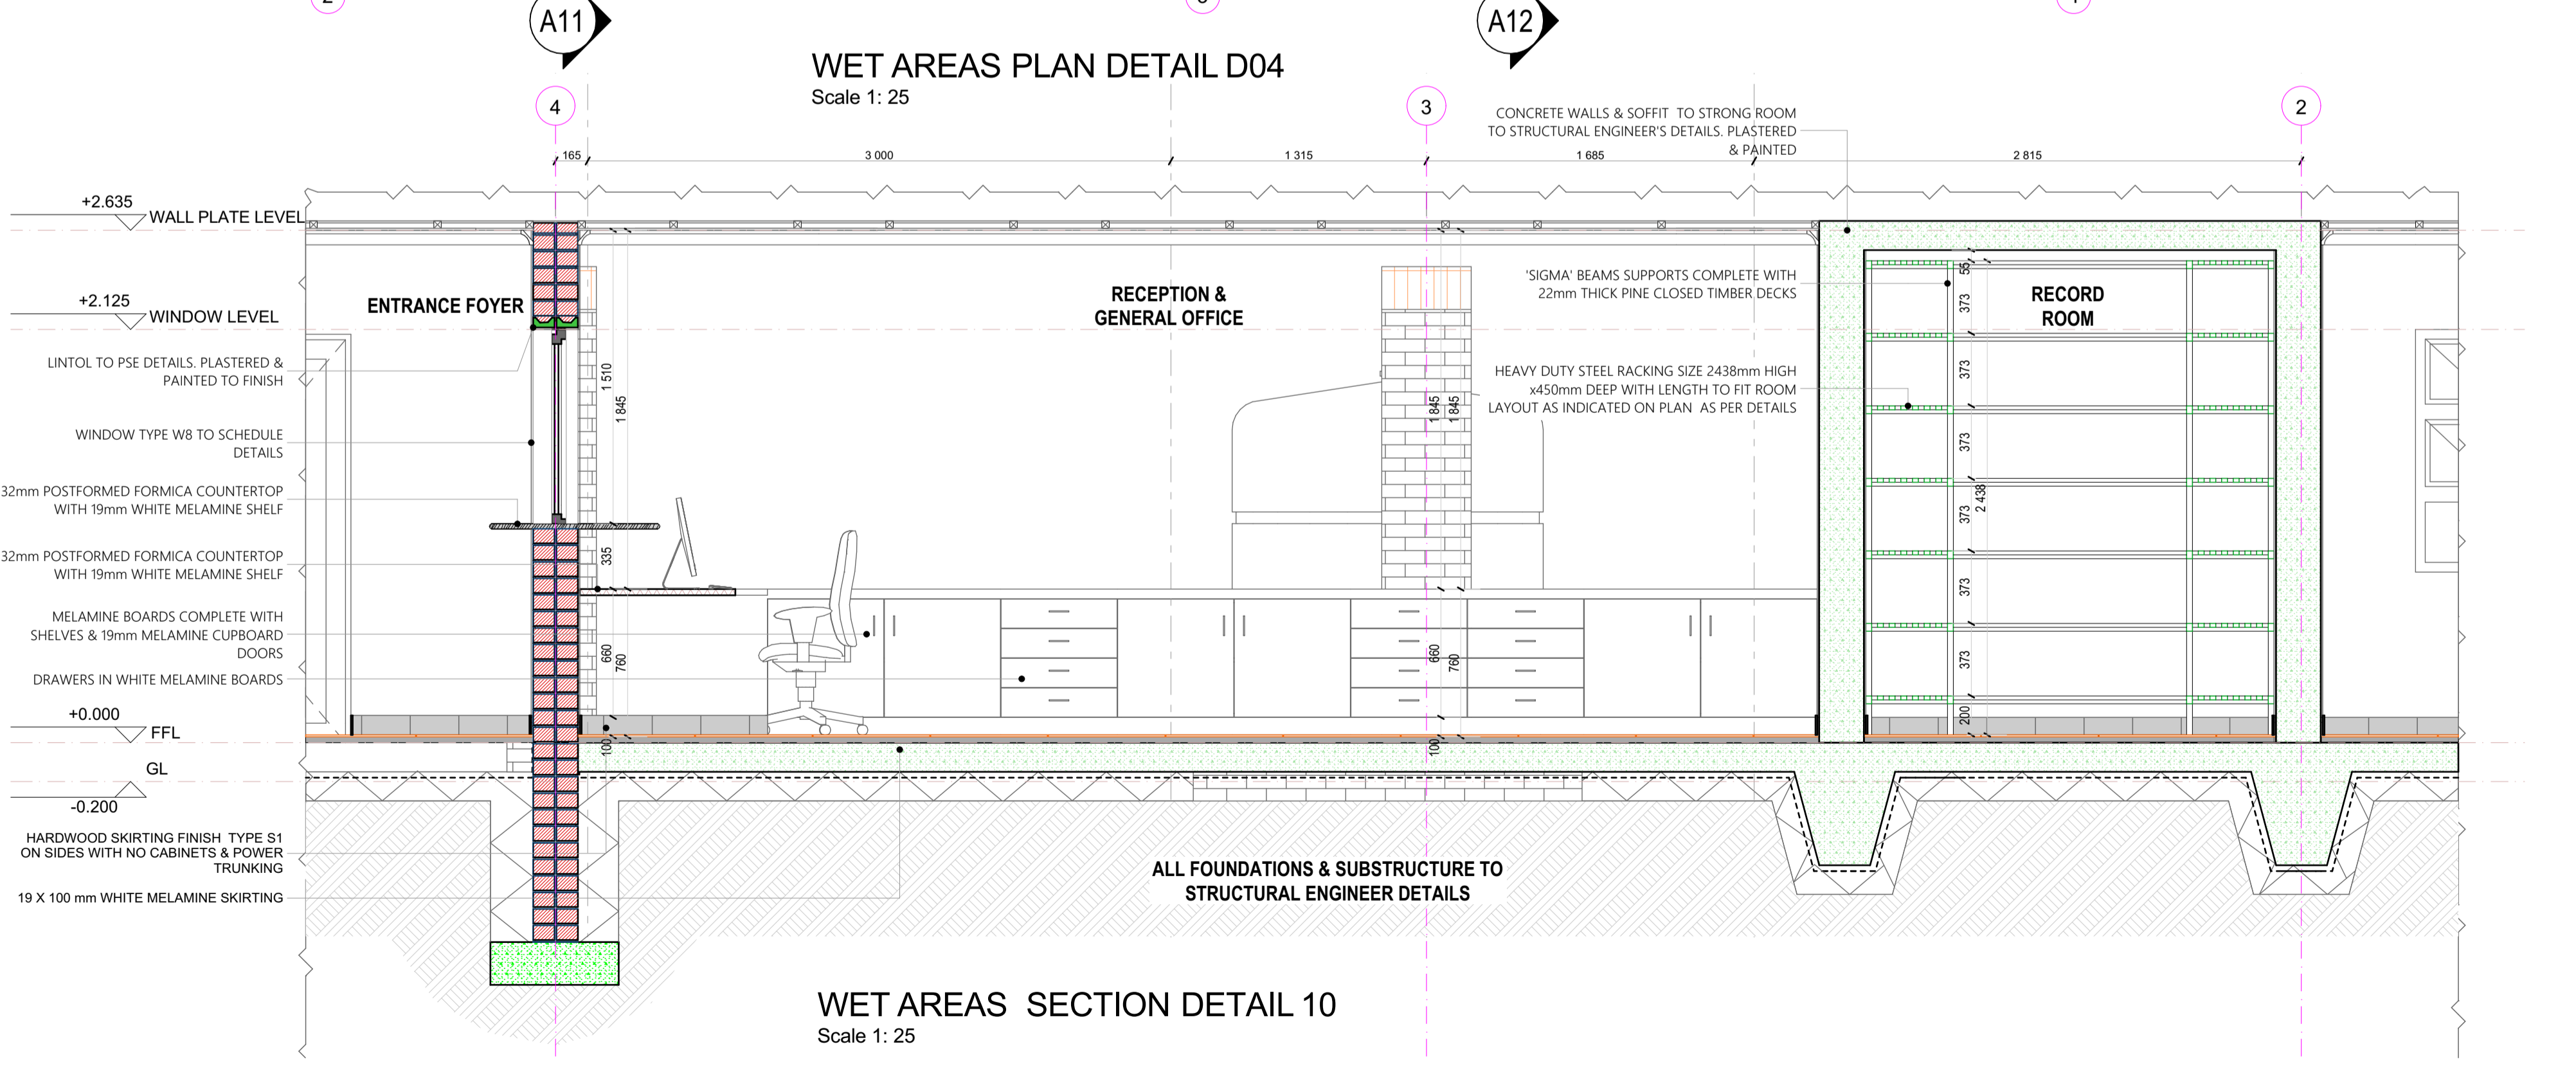 A11
A12
WET AREAS PLAN DETAIL D04
Scale 1: 25
4
3
2
CONCRETE WALLS & SOFFIT TO STRONG ROOM
TO STRUCTURAL ENGINEER'S DETAILS. PLASTERED
& PAINTED
165
3 000
1 315
1 685
2 815
+2.635
WALL PLATE LEVEL
+2.125
WINDOW LEVEL
ENTRANCE FOYER
RECEPTION &
GENERAL OFFICE
'SIGMA' BEAMS SUPPORTS COMPLETE WITH
22mm THICK PINE CLOSED TIMBER DECKS
RECORD
ROOM
LINTOL TO PSE DETAILS. PLASTERED &
PAINTED TO FINISH
HEAVY DUTY STEEL RACKING SIZE 2438mm HIGH
x450mm DEEP WITH LENGTH TO FIT ROOM
LAYOUT AS INDICATED ON PLAN AS PER DETAILS
WINDOW TYPE W8 TO SCHEDULE
DETAILS
32mm POSTFORMED FORMICA COUNTERTOP
WITH 19mm WHITE MELAMINE SHELF
32mm POSTFORMED FORMICA COUNTERTOP
WITH 19mm WHITE MELAMINE SHELF
MELAMINE BOARDS COMPLETE WITH
SHELVES & 19mm MELAMINE CUPBOARD
DOORS
DRAWERS IN WHITE MELAMINE BOARDS
1 510
1 845
335
660
760
100
1 845
1 845
660
760
100
55
373
373
373
373
373
373
200
2 438
+0.000
FFL
GL
-0.200
HARDWOOD SKIRTING FINISH TYPE S1
ON SIDES WITH NO CABINETS & POWER
TRUNKING
19 X 100 mm WHITE MELAMINE SKIRTING
ALL FOUNDATIONS & SUBSTRUCTURE TO
STRUCTURAL ENGINEER DETAILS
WET AREAS SECTION DETAIL 10
Scale 1: 25